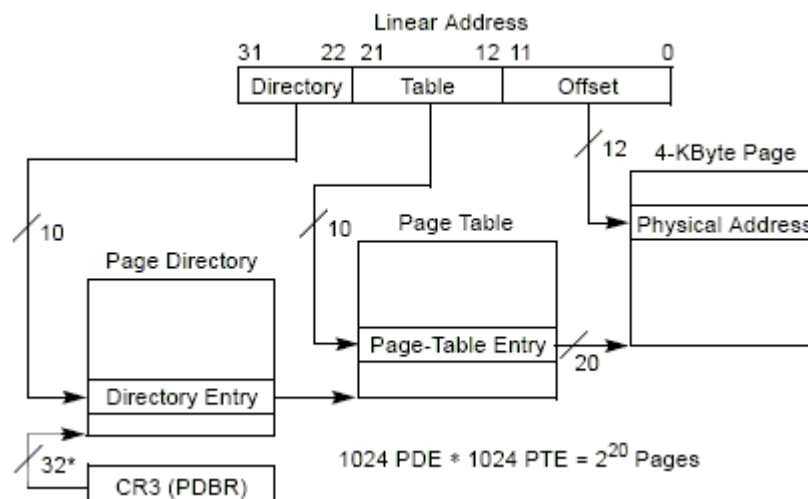 Linear Address
31 22 21 12 11 0
Directory Table Offset
12 4-KByte Page
10 10 Page Table Physical Address
Page Directory
Page-Table Entry
20
Directory Entry
32*
1024 PDE * 1024 PTE = 2^20 Pages
CR3 (PDBR)